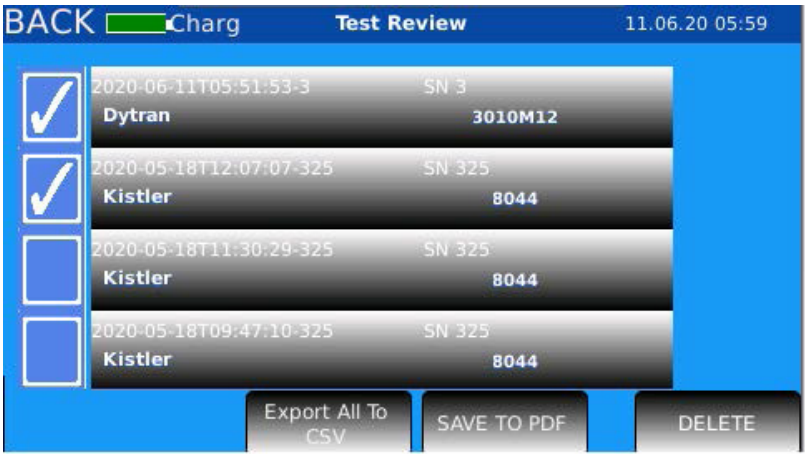 BACK Charg Test Review 11.06.20 05:59
2020-06-11T05:51:53-3 SN 3
Dytran 3010M12
2020-05-18T12:07:07-325 SN 325
Kistler 8044
2020-05-18T11:30:29-325 SN 325
Kistler 8044
2020-05-18T09:47:10-325 SN 325
Kistler 8044
Export All To
CSV
SAVE TO PDF
DELETE